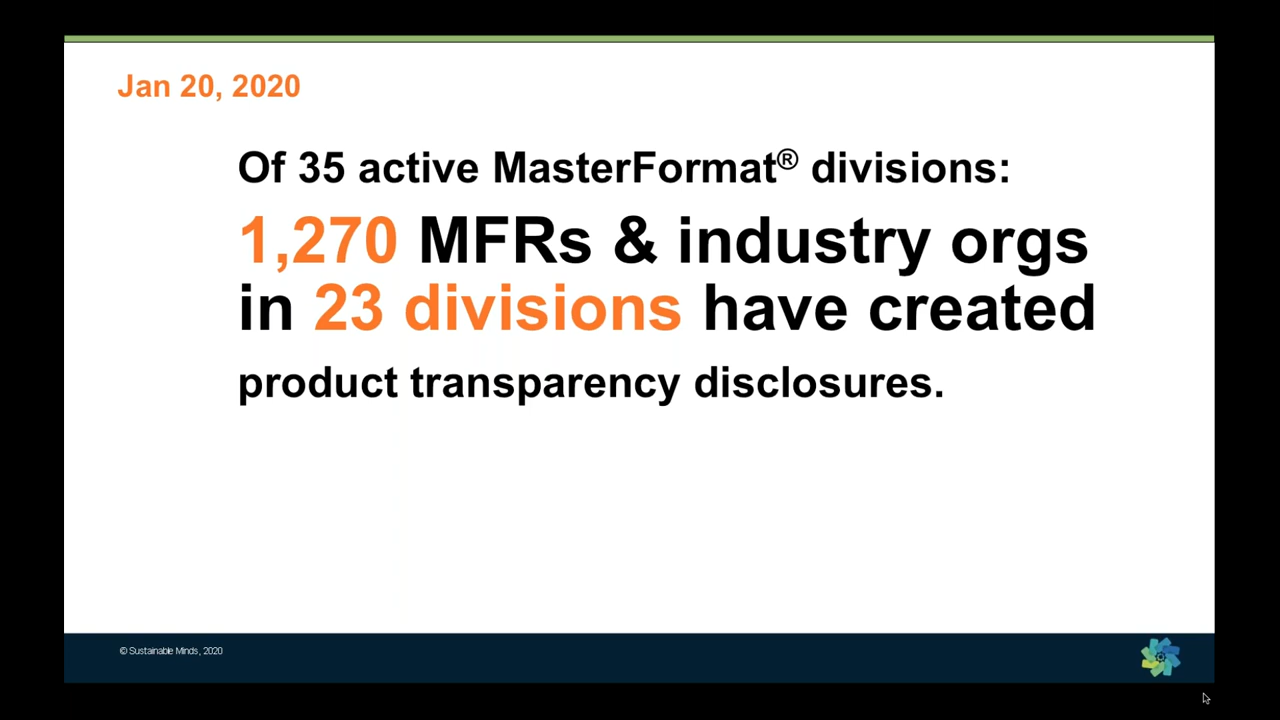 Jan 20, 2020
Of 35 active MasterFormat® divisions:
1,270 MFRs & industry orgs
in 23 divisions have created
product transparency disclosures.
© Sustainable Minds, 2020